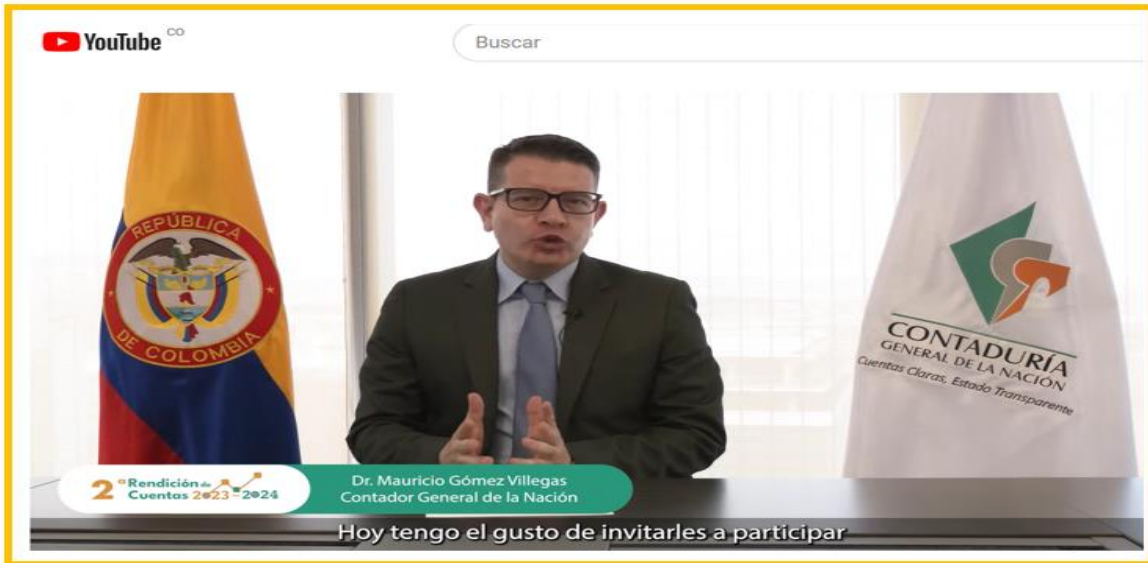 YouTube CO
Buscar
REPÚBLICA
DE COLOMBIA
CONTADURÍA
GENERAL DE LA NACIÓN
Cuentas Claras, Estado Transparente
2° Rendición de
Cuentas 2023-2024
Dr. Mauricio Gómez Villegas
Contador General de la Nación
Hoy tengo el gusto de invitarles a participar